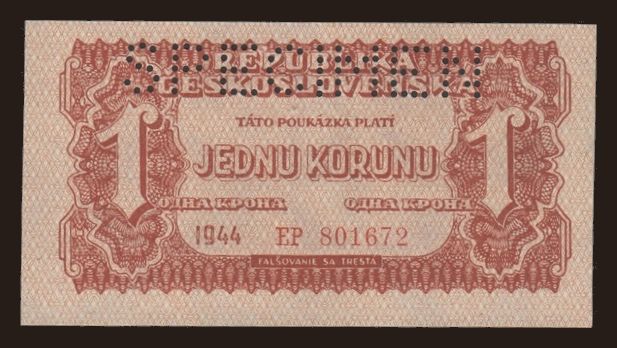 SPECIMEN
REPUBLIKA
ČESKOSLOVENSKÁ
TÁTO POUKÁZKA PLATÍ
1 JEDNU KORUNU 1
ОДНА КРОНА ОДНА КРОНА
1944 EP 801672
FALŠOVANIE SA TRESTÁ